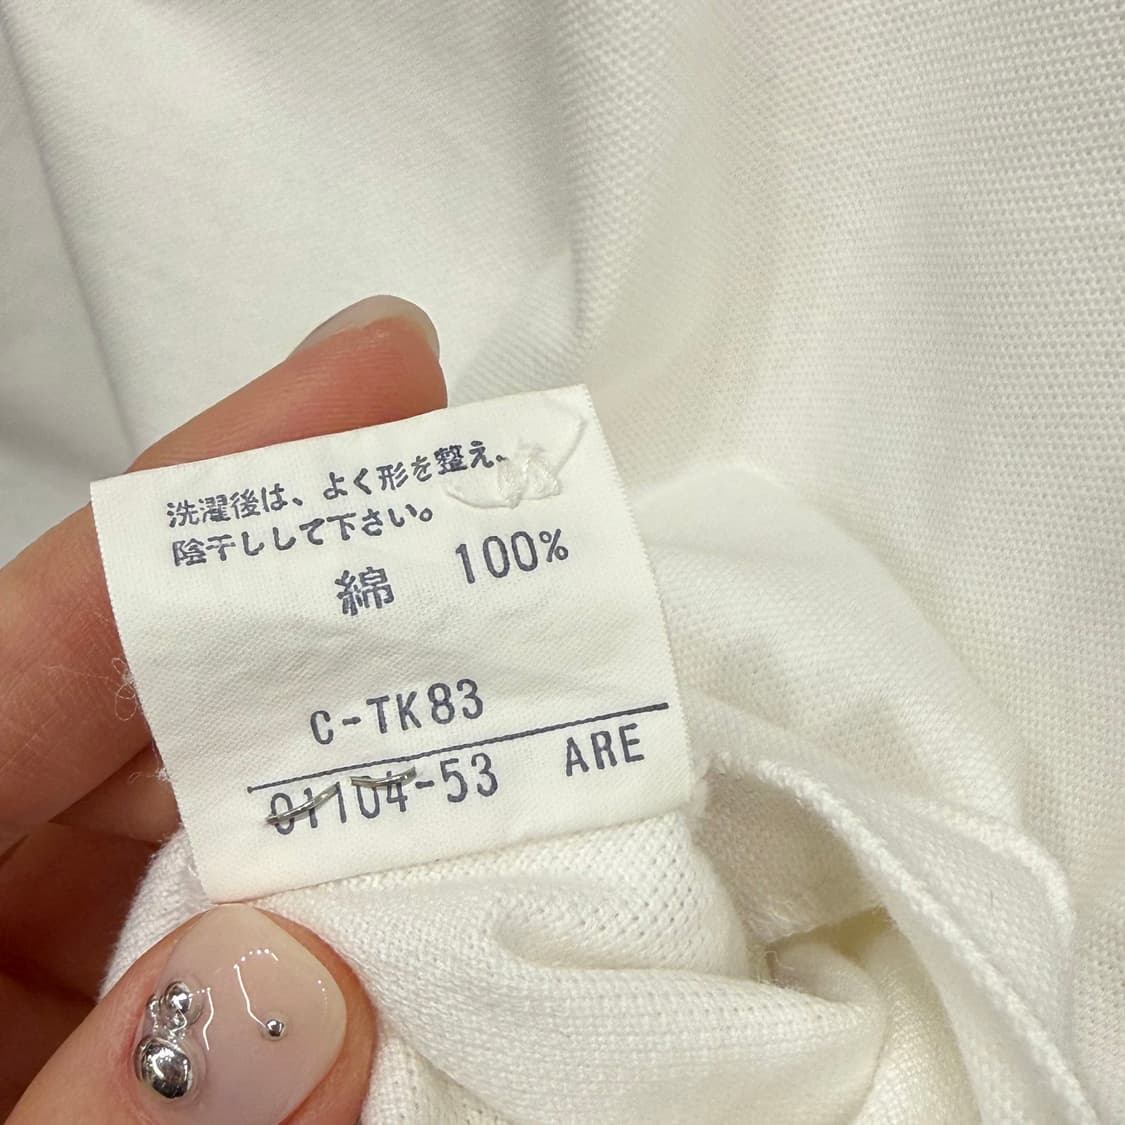 洗濯後は、よく形を整え、
陰干しして下さい。
綿 100%
C-TK83
01104-53 ARE